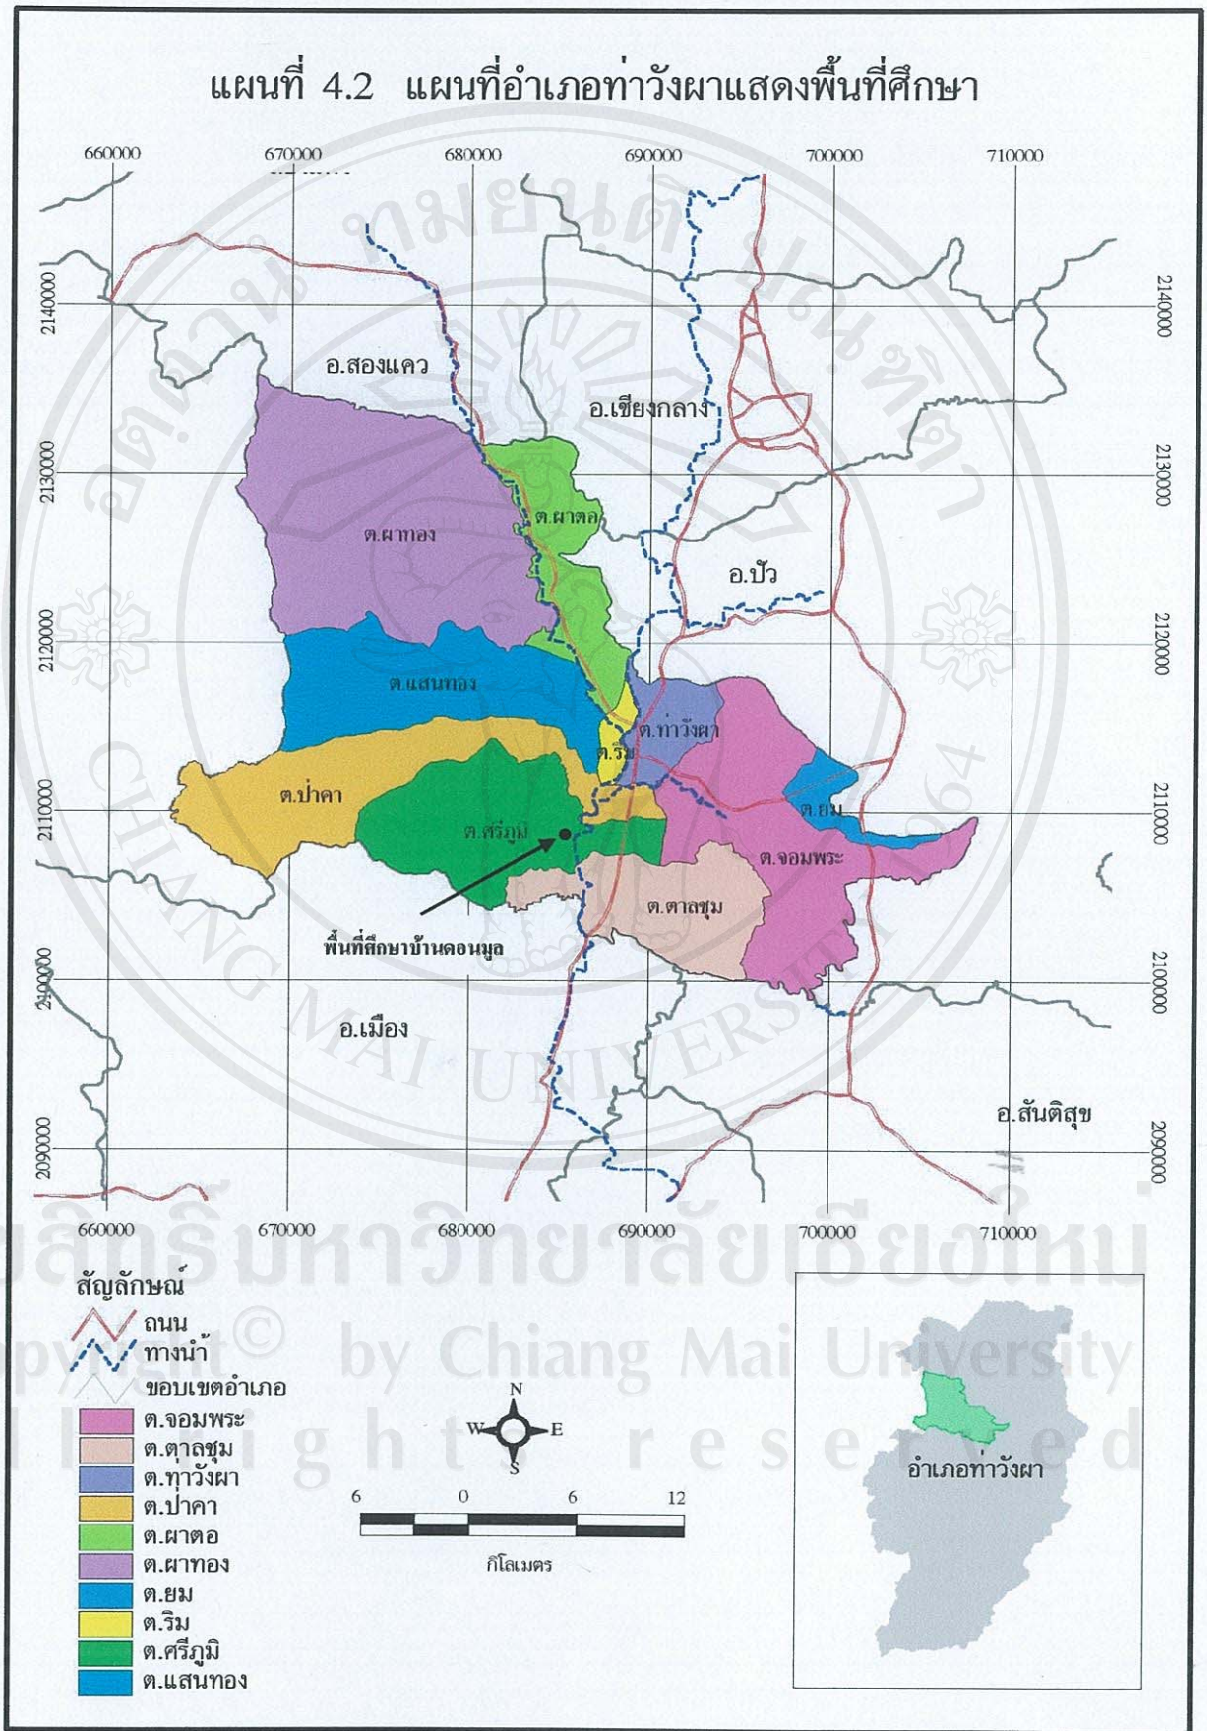 แผนที่ 4.2 แผนที่อำเภอท่าวังผาแสดงพื้นที่ศึกษา
660000 670000 680000 690000 700000 710000
2140000 2140000
อ.สองแคว
อ.เชียงกลาง
2130000 2130000
ต.ผาตอ
ต.ผาทอง
อ.ปัว
2120000 2120000
ต.แสนทอง
ต.ท่าวังผา
ต.ริม
ต.ป่าคา
2110000 2110000
ต.ยม
ต.ศรีภูมิ
ต.จอมพระ
ต.ตาลชุม
พื้นที่ศึกษาบ้านดอนมูล
2100000 2100000
อ.เมือง
อ.สันติสุข
2090000 2090000
660000 670000 680000 690000 700000 710000
CHIANG MAI UNIVERSITY 1964
ลิขสิทธิ์มหาวิทยาลัยเชียงใหม่
Copyright © by Chiang Mai University
All rights reserved
สัญลักษณ์
ถนน
ทางน้ำ
ขอบเขตอำเภอ
ต.จอมพระ
ต.ตาลชุม
ต.ท่าวังผา
ต.ป่าคา
ต.ผาตอ
ต.ผาทอง
ต.ยม
ต.ริม
ต.ศรีภูมิ
ต.แสนทอง
N
W E
S
6 0 6 12
กิโลเมตร
อำเภอท่าวังผา